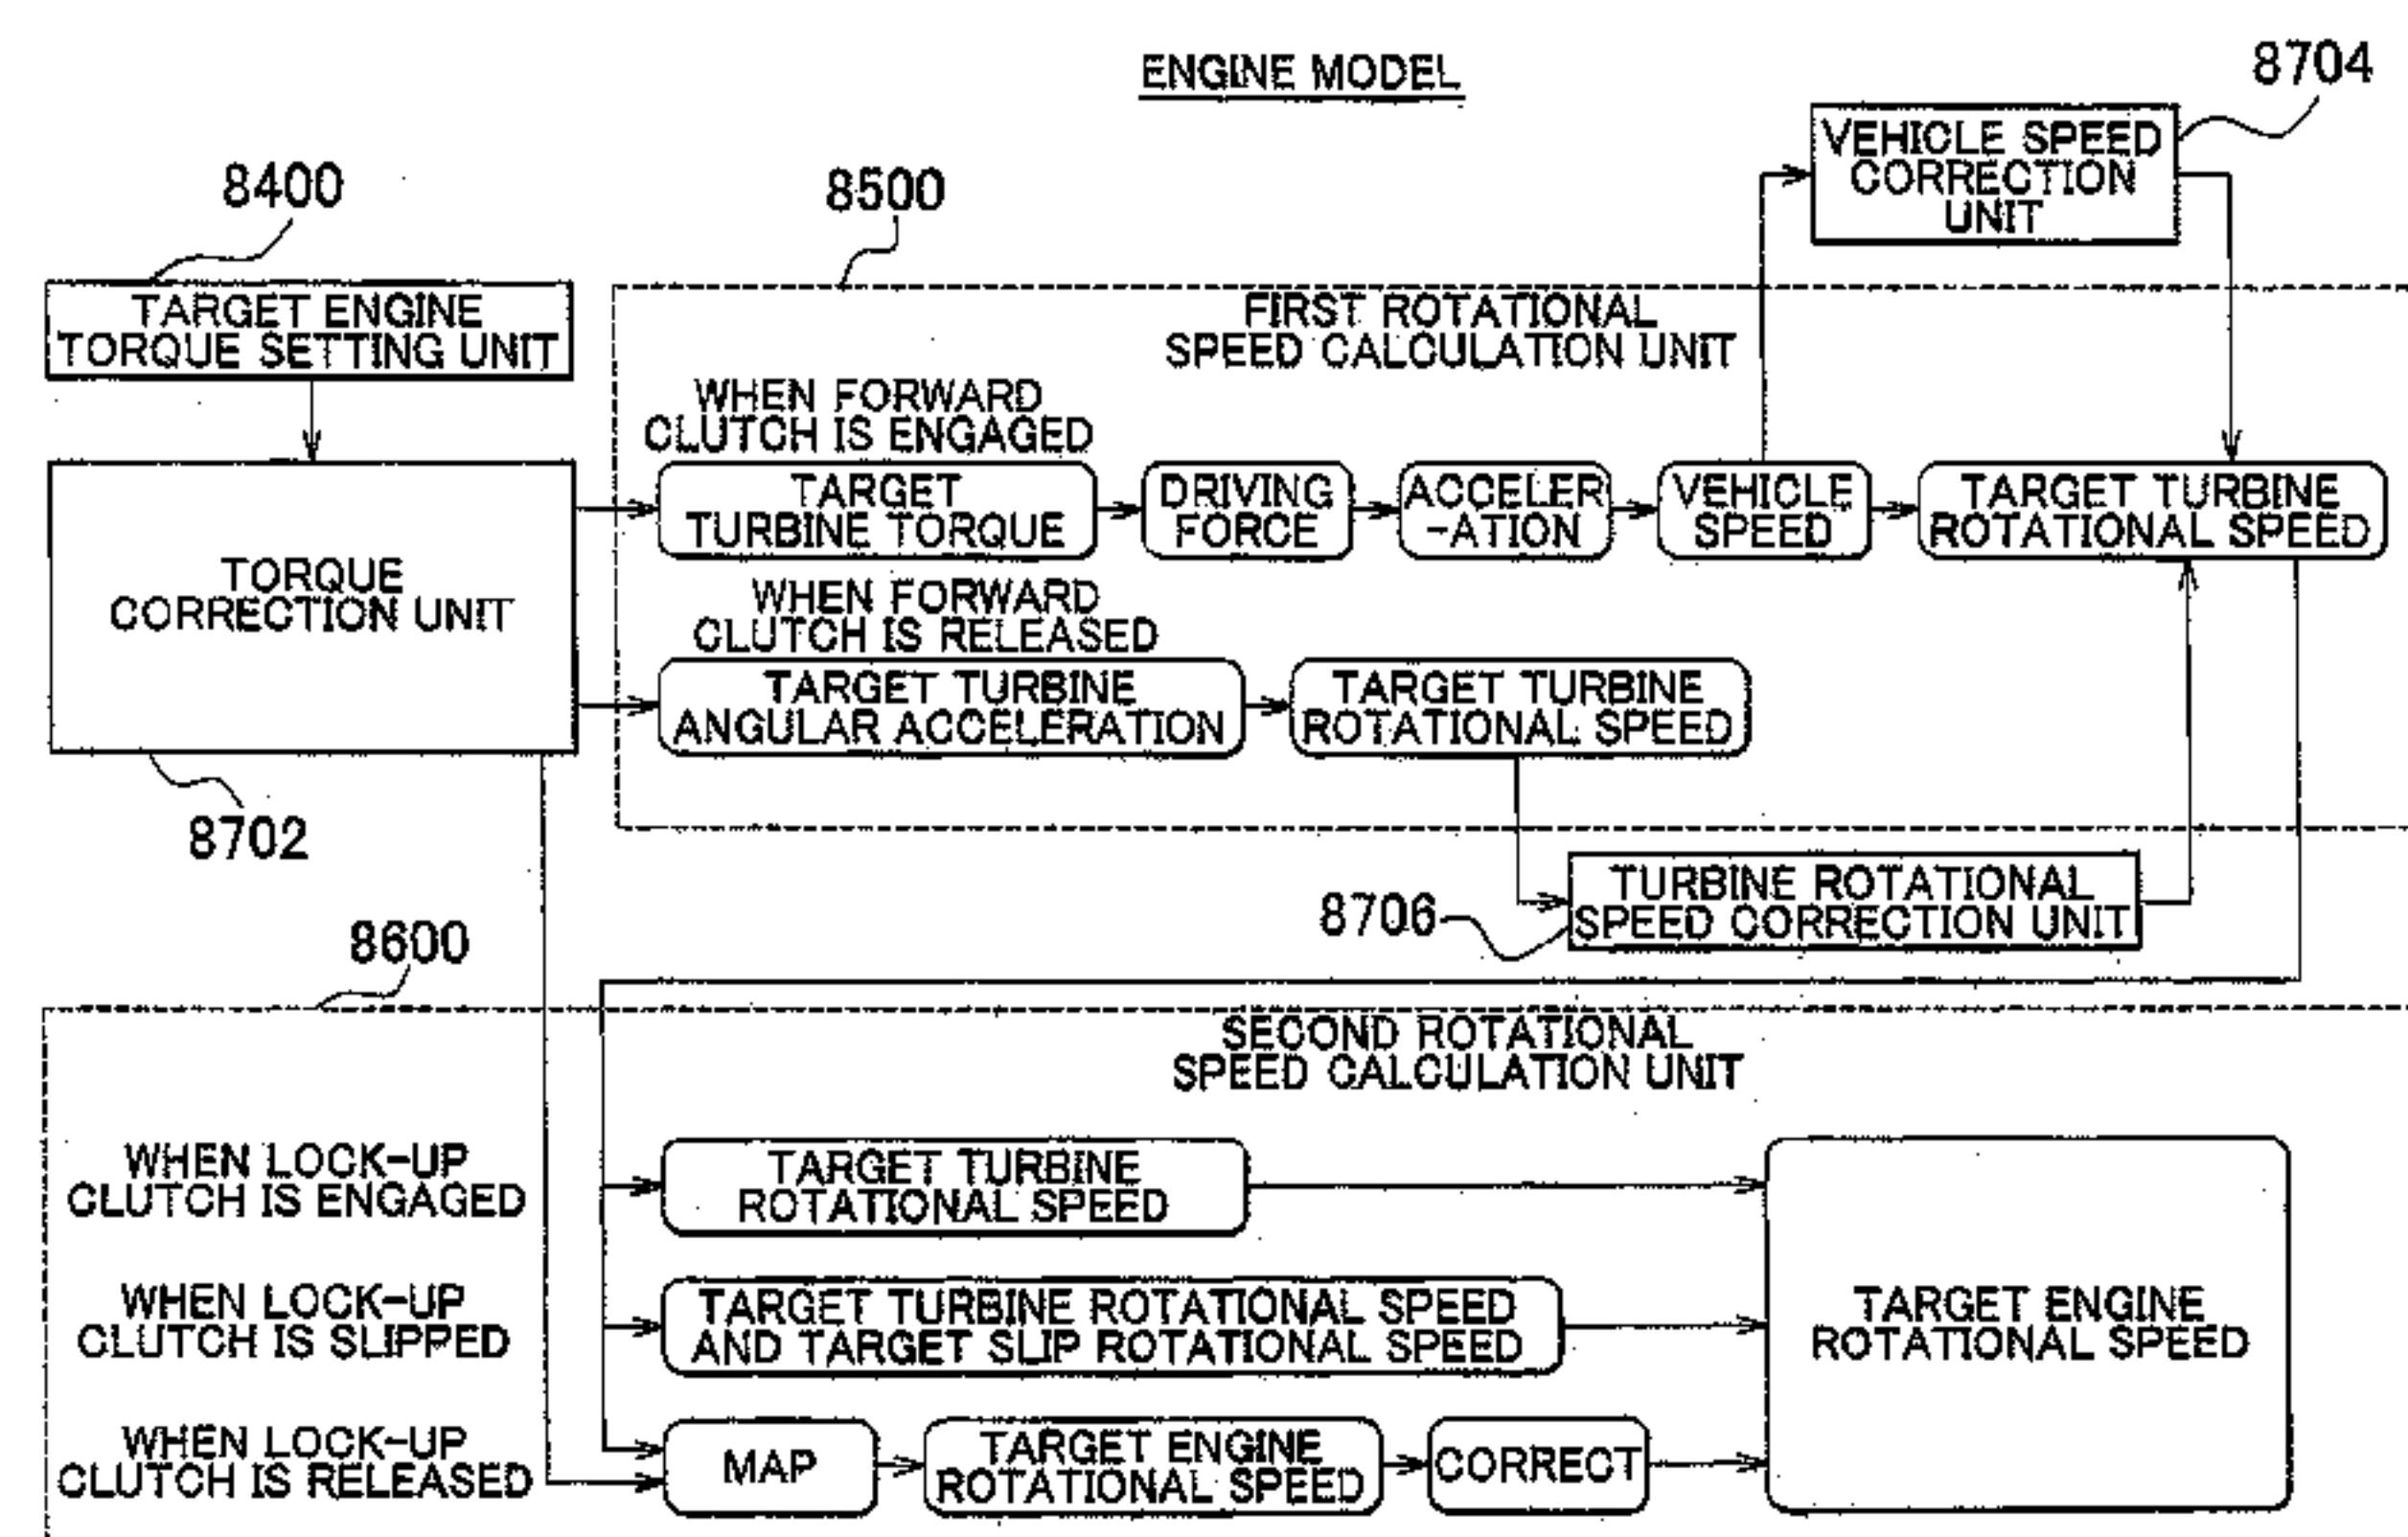 ENGINE MODEL
8704
VEHICLE SPEED
CORRECTION
UNIT
8400
8500
TARGET ENGINE
TORQUE SETTING UNIT
FIRST ROTATIONAL
SPEED CALCULATION UNIT
WHEN FORWARD
CLUTCH IS ENGAGED
TARGET
TURBINE TORQUE
DRIVING
FORCE
ACCELER
-ATION
VEHICLE
SPEED
TARGET TURBINE
ROTATIONAL SPEED
TORQUE
CORRECTION UNIT
WHEN FORWARD
CLUTCH IS RELEASED
TARGET TURBINE
ANGULAR ACCELERATION
TARGET TURBINE
ROTATIONAL SPEED
8702
8706
TURBINE ROTATIONAL
SPEED CORRECTION UNIT
8600
SECOND ROTATIONAL
SPEED CALCULATION UNIT
WHEN LOCK-UP
CLUTCH IS ENGAGED
TARGET TURBINE
ROTATIONAL SPEED
WHEN LOCK-UP
CLUTCH IS SLIPPED
TARGET TURBINE ROTATIONAL SPEED
AND TARGET SLIP ROTATIONAL SPEED
TARGET ENGINE
ROTATIONAL SPEED
WHEN LOCK-UP
CLUTCH IS RELEASED
MAP
TARGET ENGINE
ROTATIONAL SPEED
CORRECT